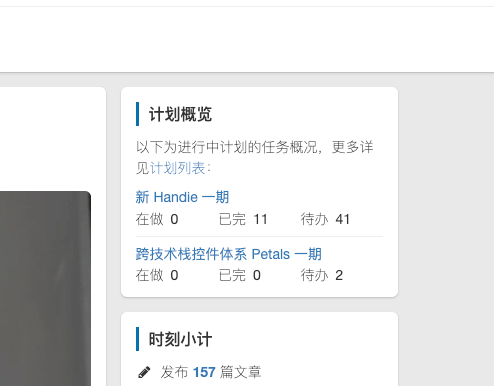 计划概览
以下为进行中计划的任务概况，更多详
见计划列表：
新 Handie 一期
在做 0 已完 11 待办 41
跨技术栈控件体系 Petals 一期
在做 0 已完 0 待办 2
时刻小计
发布 157 篇文章